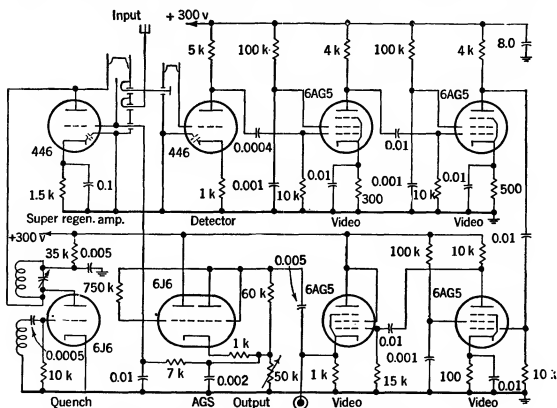 Input
+ 300 v
5 k
100 k
4 k
100 k
4 k
8.0
6AG5
6AG5
446
446
0.0004
0.01
0.1
0.001
0.01
0.001
0.01
1.5 k
1 k
10 k
300
10 k
500
Super regen. amp.
Detector
Video
Video
+300 v
35 k
0.005
0.005
0.01
100 k
10 k
750 k
6J6
60 k
6AG5
6AG5
0.01
1 k
0.001
0.0005
6J6
7 k
10 k
0.01
0.002
50 k
1 k
15 k
100
0.01
10 k
Quench
AGS
Output
Video
Video